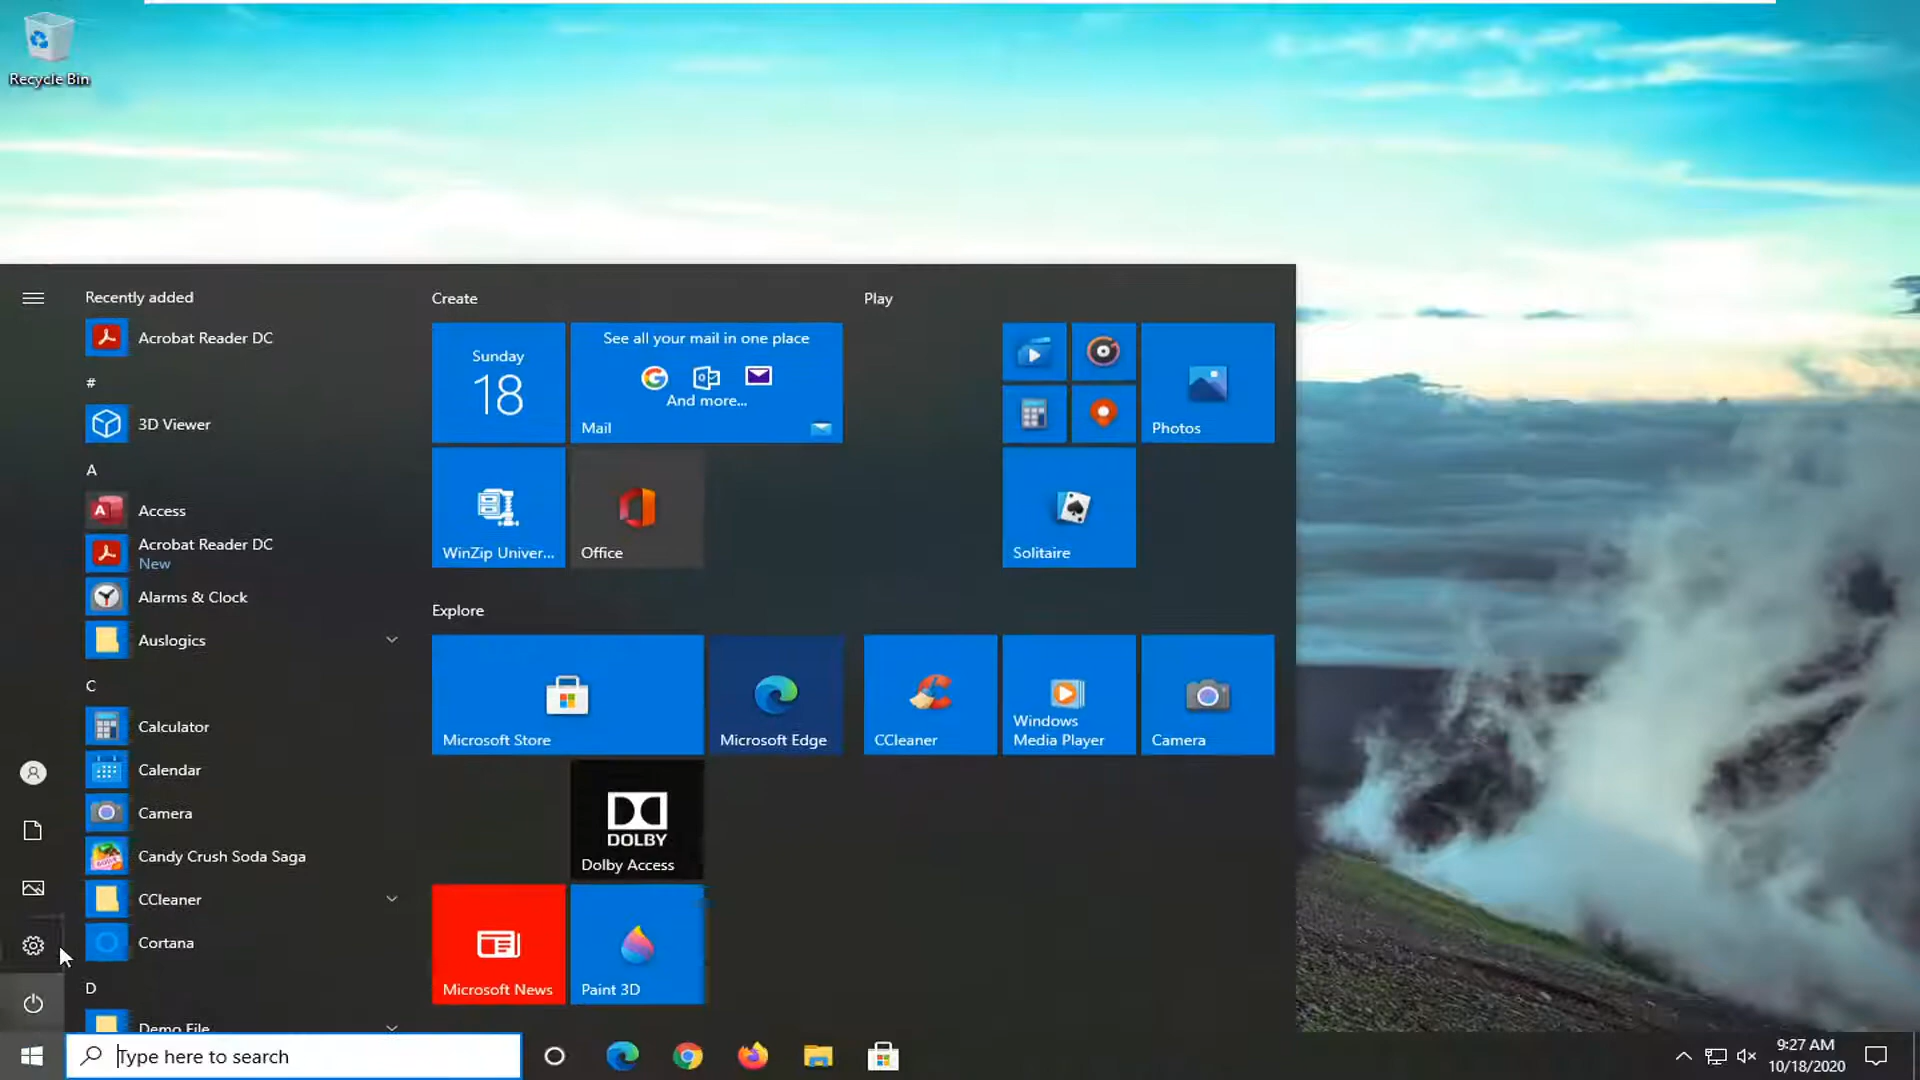 Recycle Bin
Recently added
Acrobat Reader DC
#
3D Viewer
A
Access
Acrobat Reader DC
New
Alarms & Clock
Auslogics
C
Calculator
Calendar
Camera
Candy Crush Soda Saga
CCleaner
Cortana
D
Demo File
Create
Sunday
18
See all your mail in one place
And more...
Mail
WinZip Univer...
Office
Explore
Microsoft Store
Microsoft Edge
DOLBY
Dolby Access
Microsoft News
Paint 3D
Play
Photos
Solitaire
CCleaner
Windows
Media Player
Camera
Type here to search
9:27 AM
10/18/2020